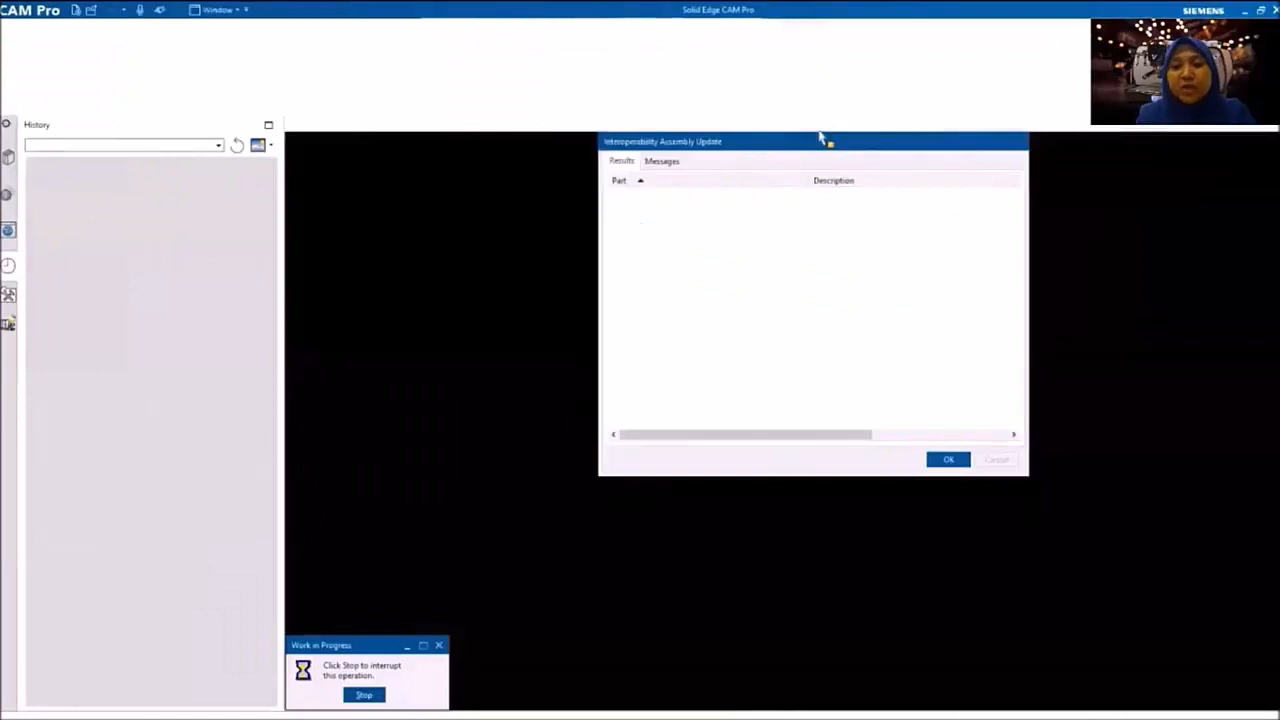 CAM Pro
Window
Solid Edge CAM Pro
SIEMENS
History
Interoperability Assembly Update
Results
Messages
Part
Description
OK
Cancel
Work in Progress
Click Stop to interrupt
this operation.
Stop